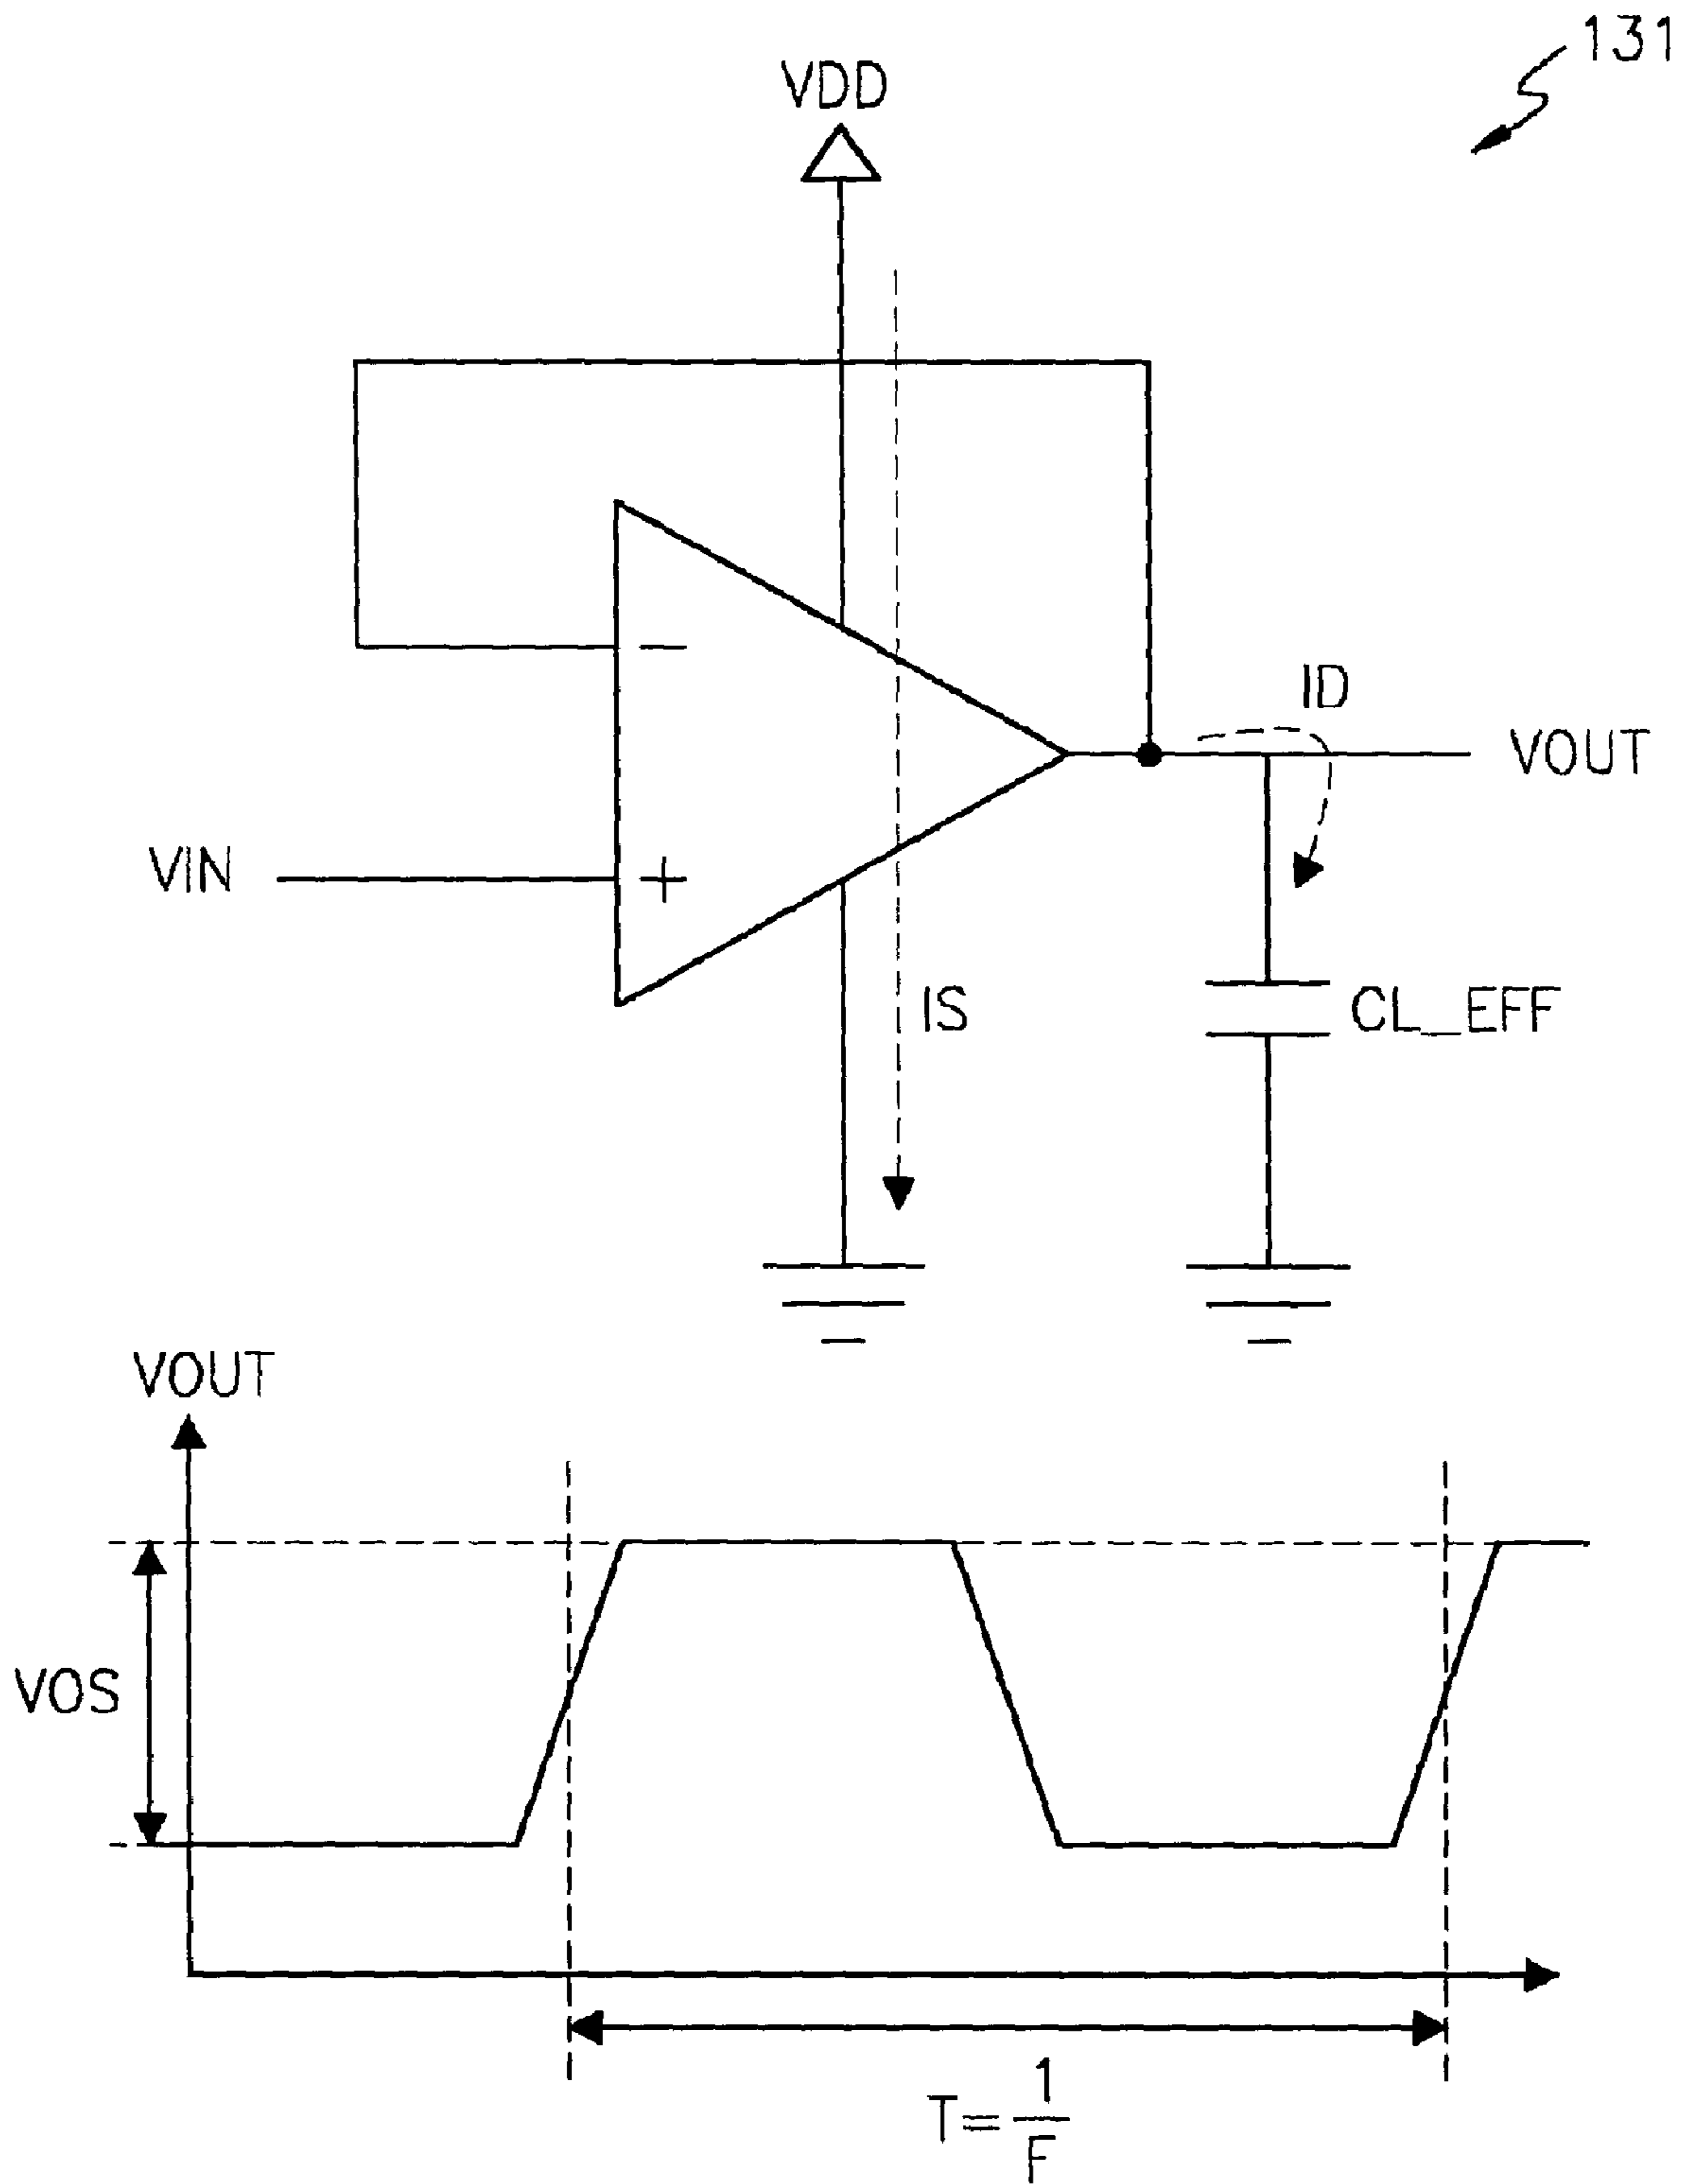 131
VDD
ID
VOUT
−
VIN
+
IS
CL_EFF
VOUT
VOS
T=1/F